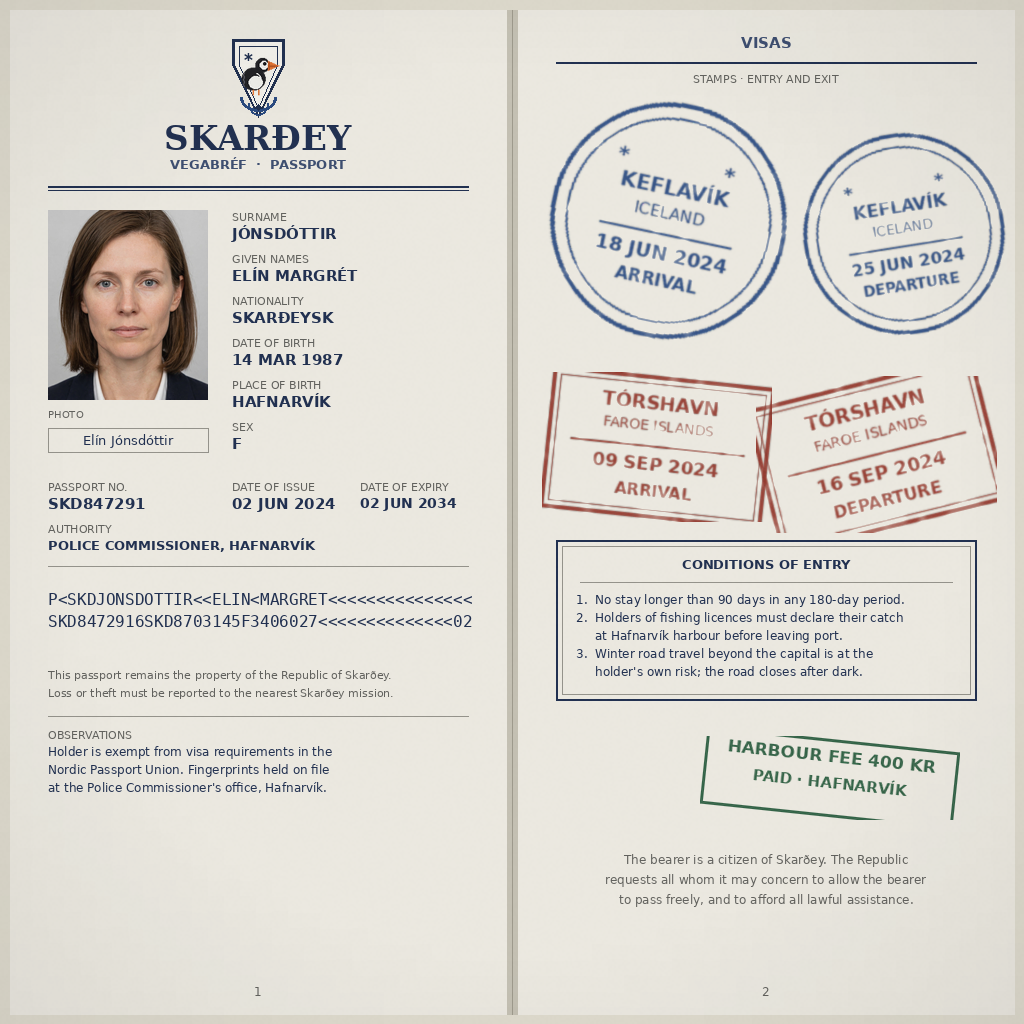 SKARÐEY
VEGABRÉF · PASSPORT
SURNAME
JÓNSDÓTTIR
GIVEN NAMES
ELÍN MARGRÉT
NATIONALITY
SKARÐEYSK
DATE OF BIRTH
14 MAR 1987
PLACE OF BIRTH
HAFNARVÍK
SEX
F
PHOTO
Elín Jónsdóttir
PASSPORT NO.
SKD847291
DATE OF ISSUE
02 JUN 2024
DATE OF EXPIRY
02 JUN 2034
AUTHORITY
POLICE COMMISSIONER, HAFNARVÍK
P<SKDJONSDOTTIR<<ELIN<MARGRET<<<<<<<<<<<<<<<
SKD8472916SKD8703145F3406027<<<<<<<<<<<<<<02
This passport remains the property of the Republic of Skarðey.
Loss or theft must be reported to the nearest Skarðey mission.
OBSERVATIONS
Holder is exempt from visa requirements in the
Nordic Passport Union. Fingerprints held on file
at the Police Commissioner's office, Hafnarvík.
1
VISAS
STAMPS · ENTRY AND EXIT
* *
KEFLAVÍK
ICELAND
18 JUN 2024
ARRIVAL
* *
KEFLAVÍK
ICELAND
25 JUN 2024
DEPARTURE
TÓRSHAVN
FAROE ISLANDS
09 SEP 2024
ARRIVAL
TÓRSHAVN
FAROE ISLANDS
16 SEP 2024
DEPARTURE
CONDITIONS OF ENTRY
1. No stay longer than 90 days in any 180-day period.
2. Holders of fishing licences must declare their catch
at Hafnarvík harbour before leaving port.
3. Winter road travel beyond the capital is at the
holder's own risk; the road closes after dark.
HARBOUR FEE 400 KR
PAID · HAFNARVÍK
The bearer is a citizen of Skarðey. The Republic
requests all whom it may concern to allow the bearer
to pass freely, and to afford all lawful assistance.
2